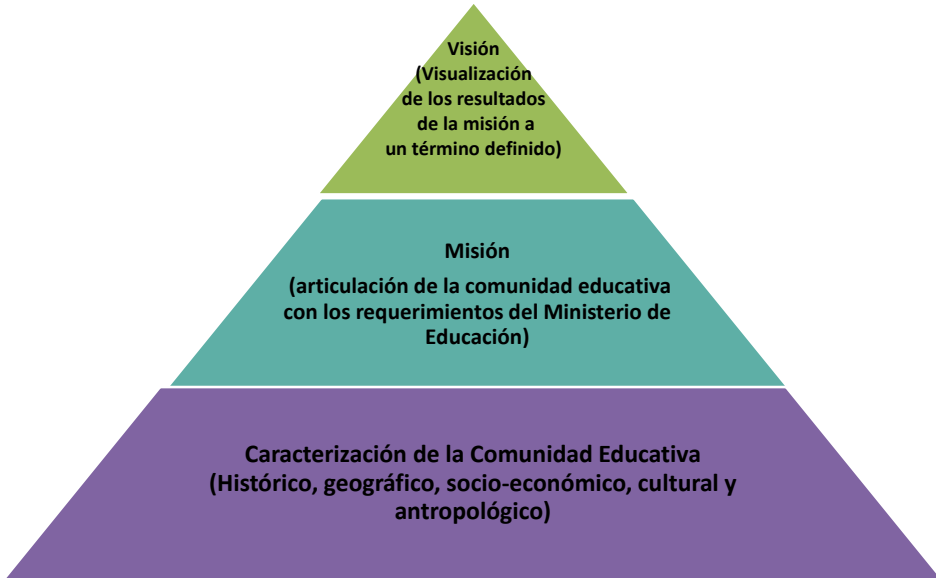 Visión
(Visualización
de los resultados
de la misión a
un término definido)
Misión
(articulación de la comunidad educativa
con los requerimientos del Ministerio de
Educación)
Caracterización de la Comunidad Educativa
(Histórico, geográfico, socio-económico, cultural y
antropológico)